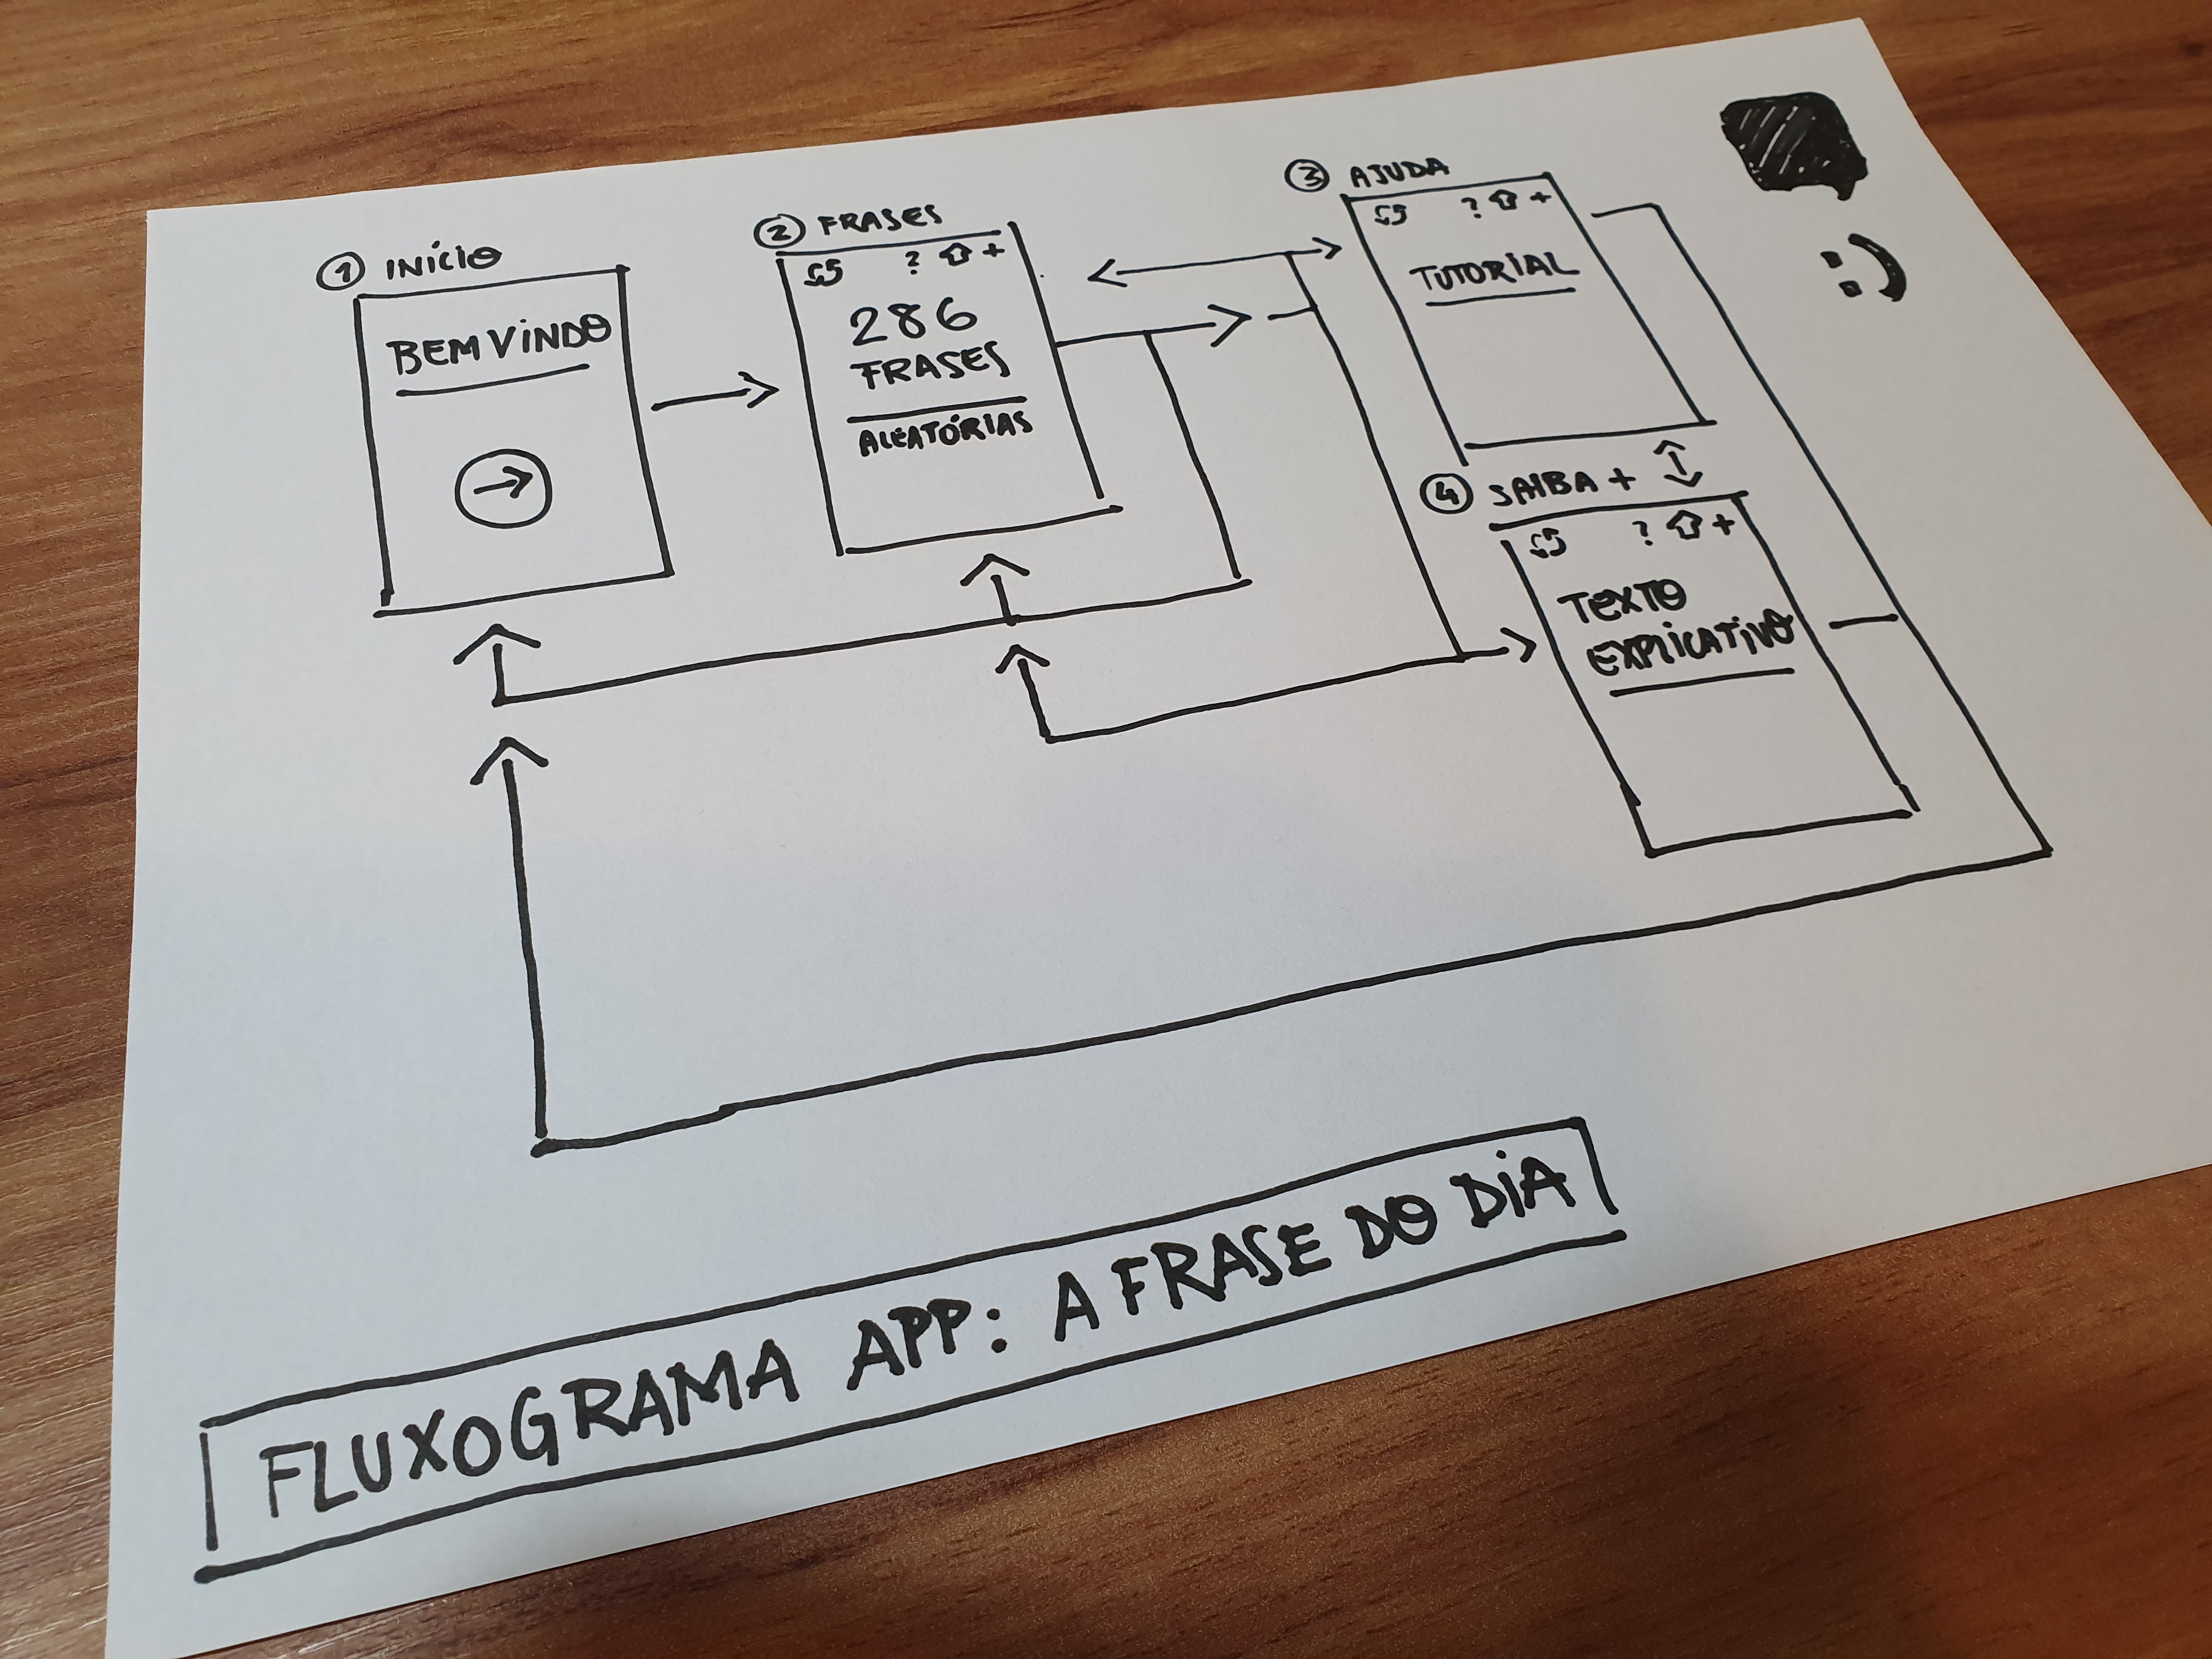 1 INÍCIO
BEM VINDO
2 FRASES
?
+
286
FRASES
ALEATÓRIAS
3 AJUDA
? +
TUTORIAL
4 SAIBA +
? +
TEXTO
EXPLICATIVO
:)
FLUXOGRAMA APP: A FRASE DO DIA